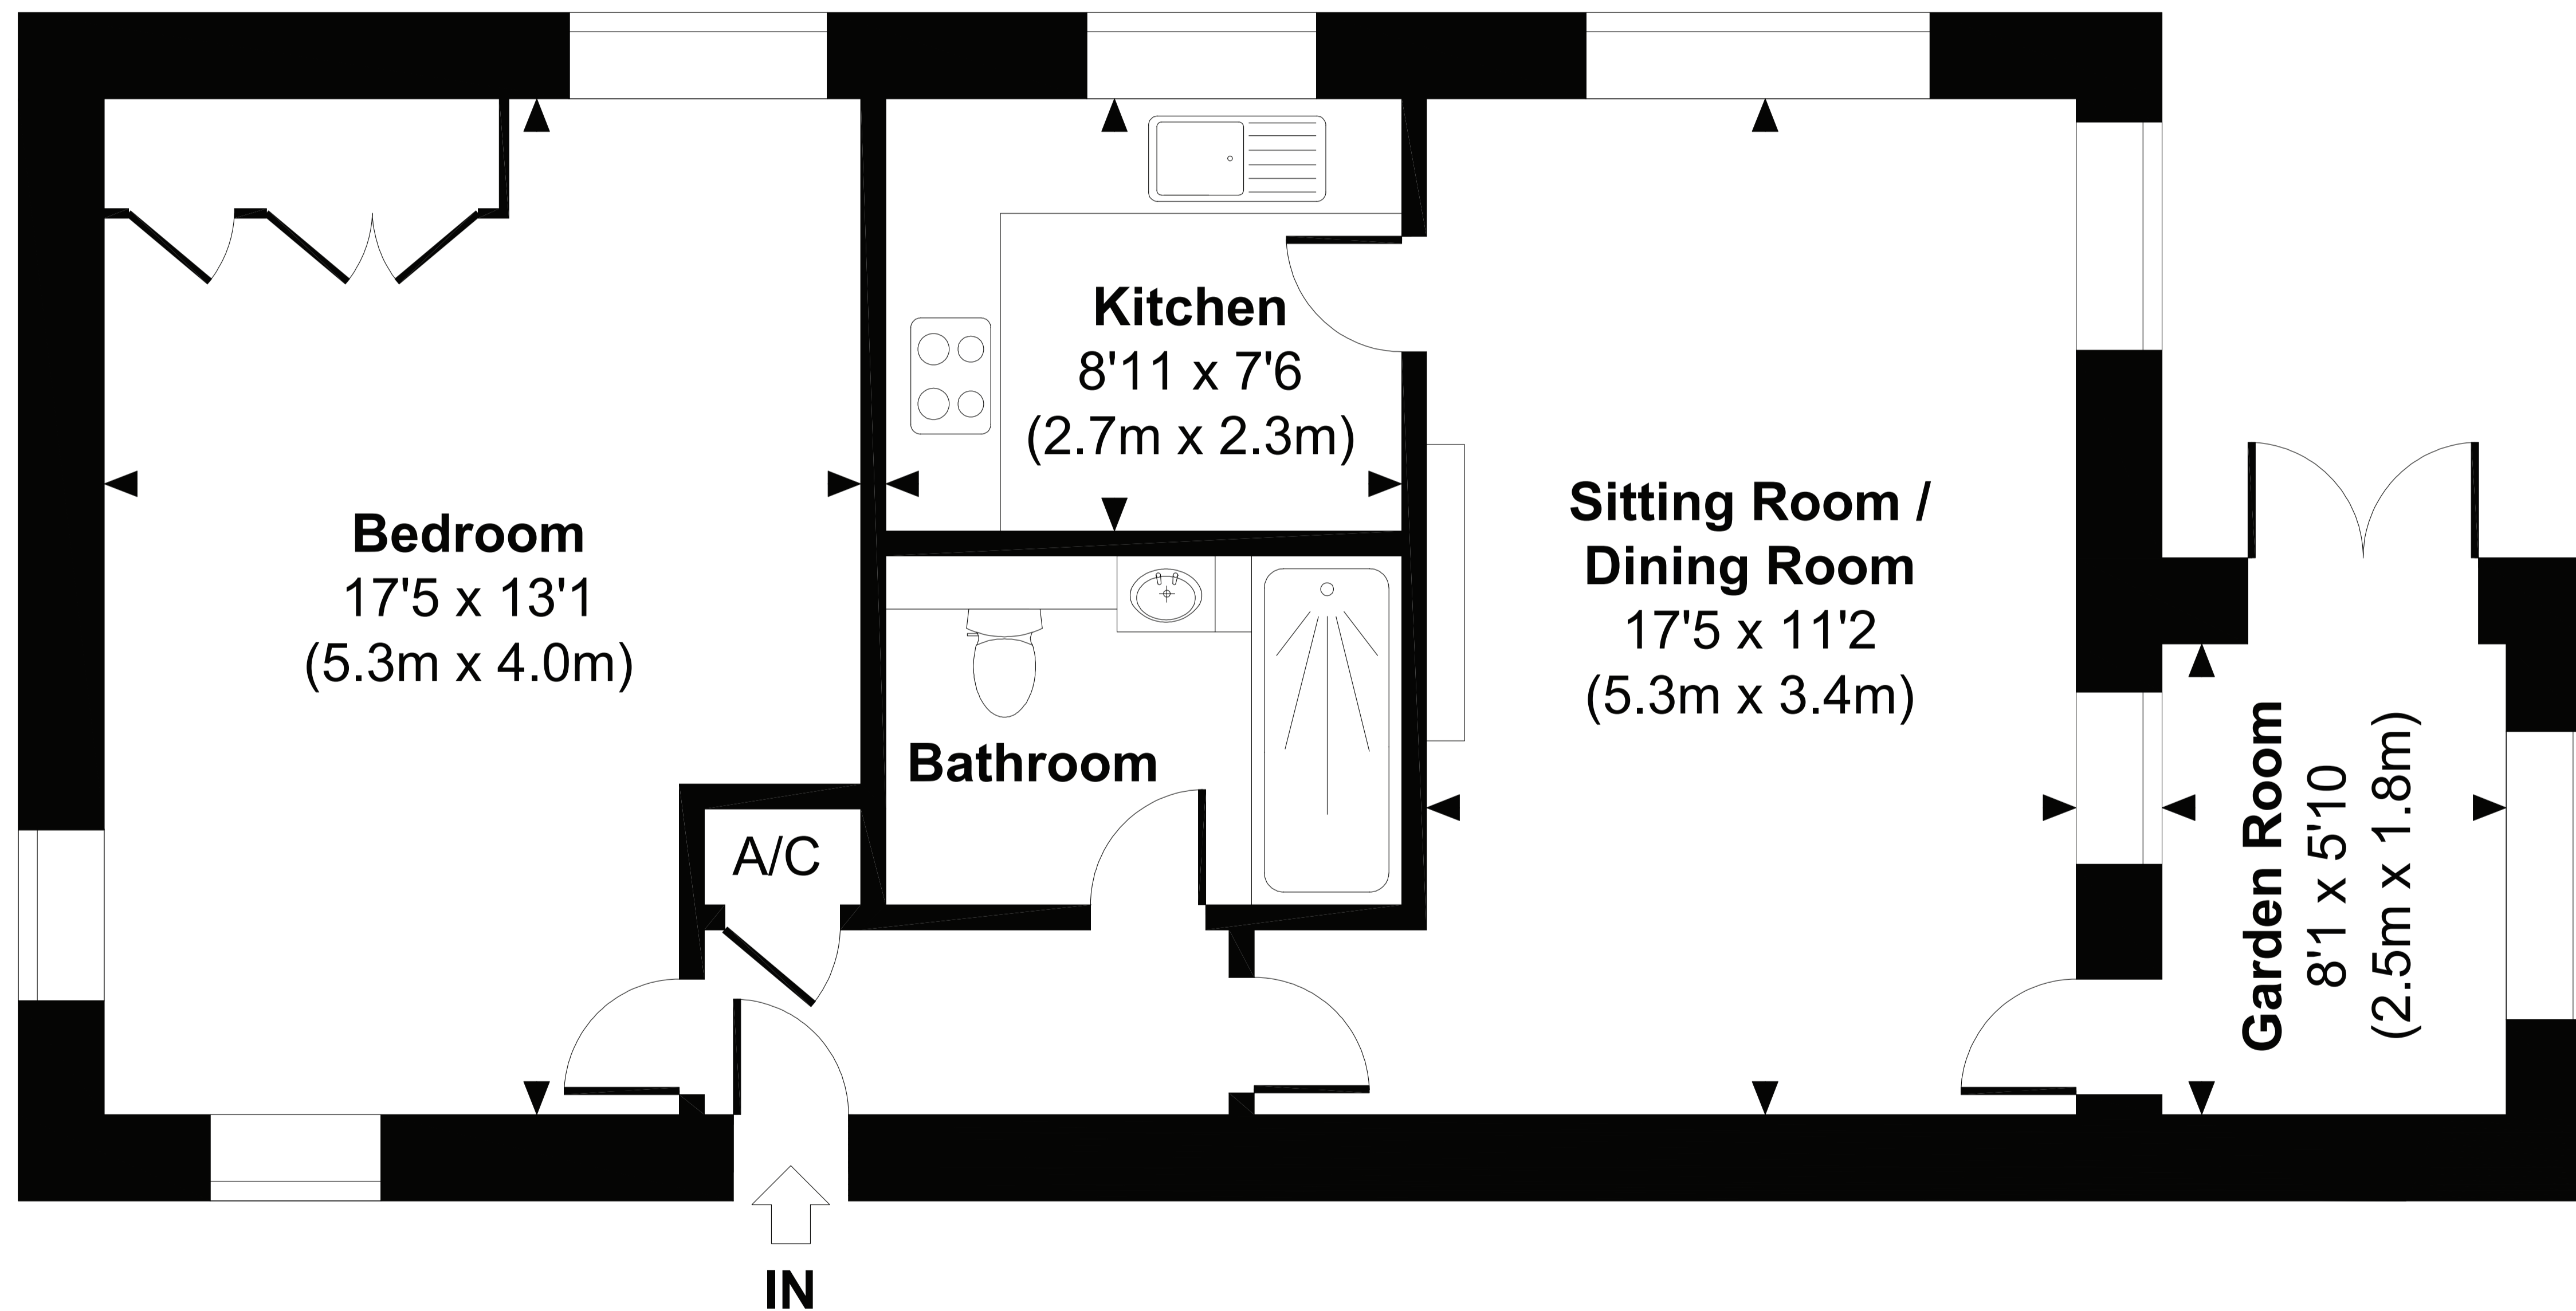 Kitchen
8'11 x 7'6
(2.7m x 2.3m)
Bedroom
17'5 x 13'1
(5.3m x 4.0m)
Sitting Room /
Dining Room
17'5 x 11'2
(5.3m x 3.4m)
Bathroom
A/C
Garden Room
8'1 x 5'10
(2.5m x 1.8m)
IN